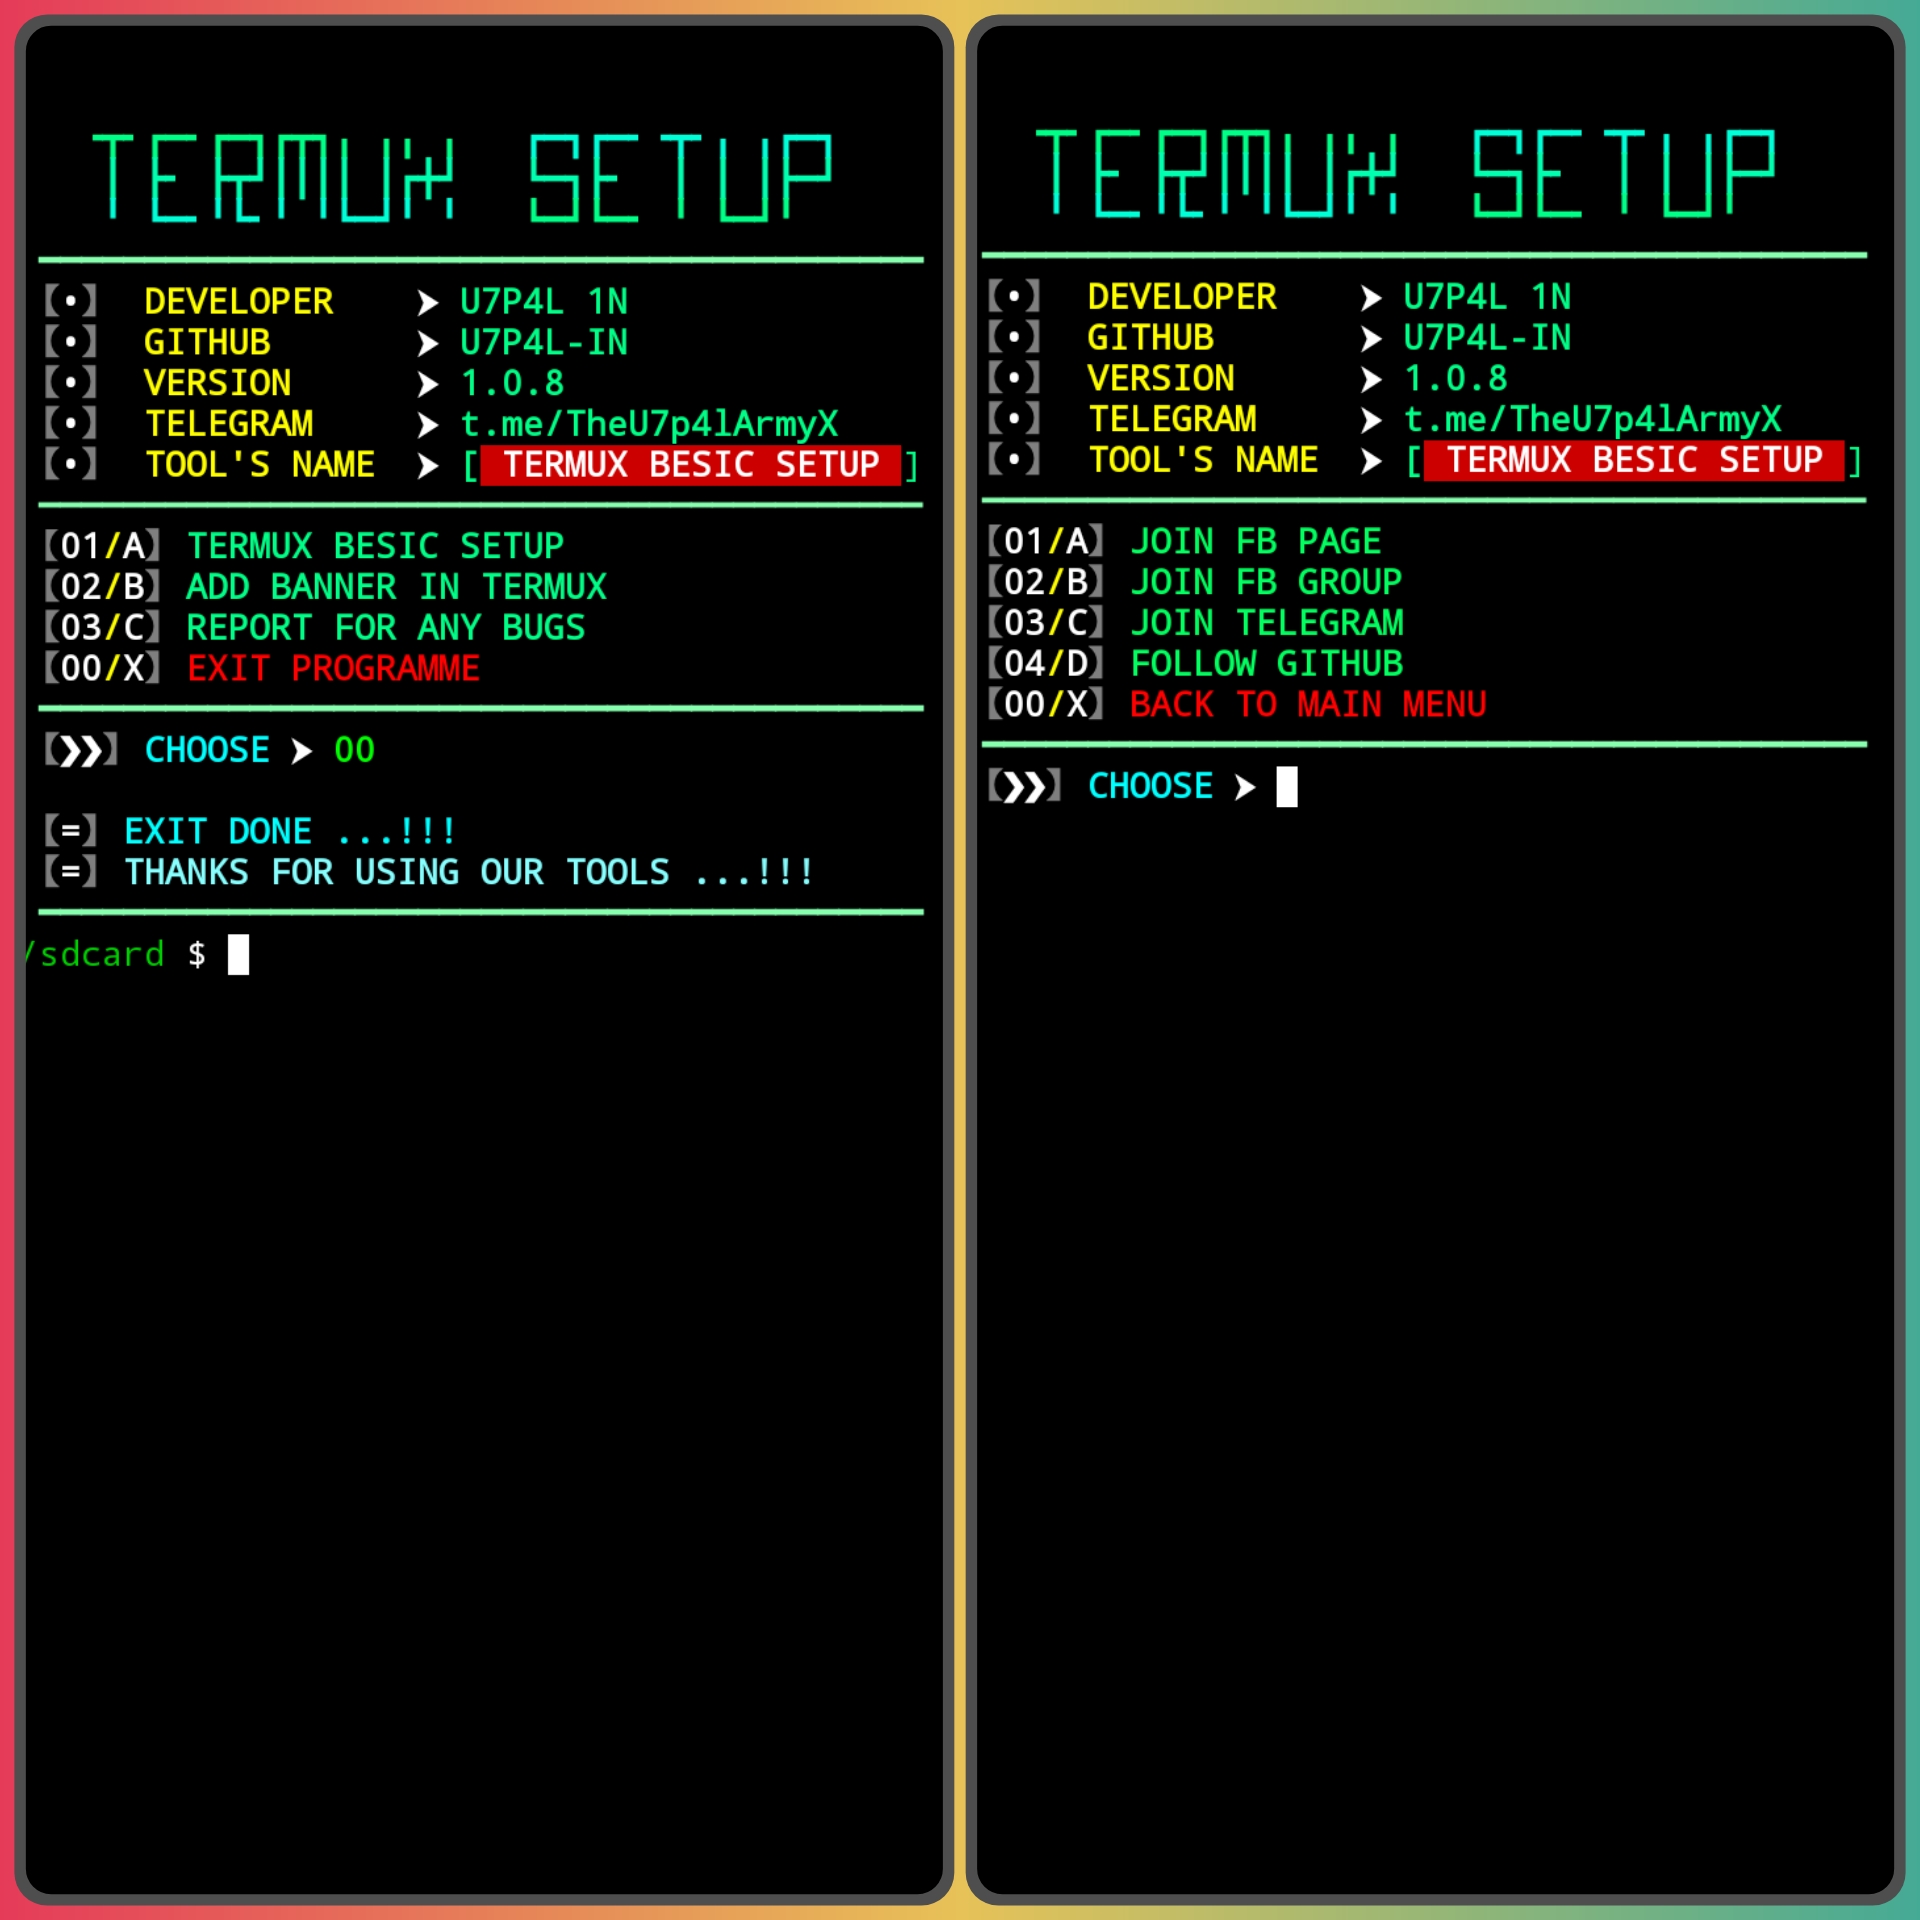 TERMUX SETUP
【•】 DEVELOPER ➤ U7P4L 1N
【•】 GITHUB ➤ U7P4L-IN
【•】 VERSION ➤ 1.0.8
【•】 TELEGRAM ➤ t.me/TheU7p4lArmyX
【•】 TOOL'S NAME ➤ [ TERMUX BESIC SETUP ]
【01/A】 TERMUX BESIC SETUP
【02/B】 ADD BANNER IN TERMUX
【03/C】 REPORT FOR ANY BUGS
【00/X】 EXIT PROGRAMME
【❯❯】 CHOOSE ➤ 00
【=】 EXIT DONE ...!!!
【=】 THANKS FOR USING OUR TOOLS ...!!!
/sdcard $
TERMUX SETUP
【•】 DEVELOPER ➤ U7P4L 1N
【•】 GITHUB ➤ U7P4L-IN
【•】 VERSION ➤ 1.0.8
【•】 TELEGRAM ➤ t.me/TheU7p4lArmyX
【•】 TOOL'S NAME ➤ [ TERMUX BESIC SETUP ]
【01/A】 JOIN FB PAGE
【02/B】 JOIN FB GROUP
【03/C】 JOIN TELEGRAM
【04/D】 FOLLOW GITHUB
【00/X】 BACK TO MAIN MENU
【❯❯】 CHOOSE ➤